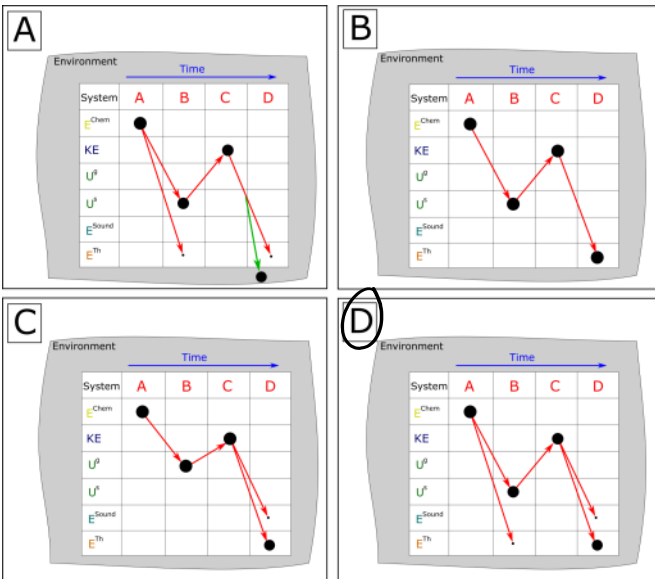 A
Environment
Time
System A B C D
E^Chem
KE
U^g
U^s
E^Sound
E^Th
B
Environment
Time
System A B C D
E^Chem
KE
U^g
U^s
E^Sound
E^Th
C
Environment
Time
System A B C D
E^Chem
KE
U^g
U^s
E^Sound
E^Th
D
Environment
Time
System A B C D
E^Chem
KE
U^g
U^s
E^Sound
E^Th